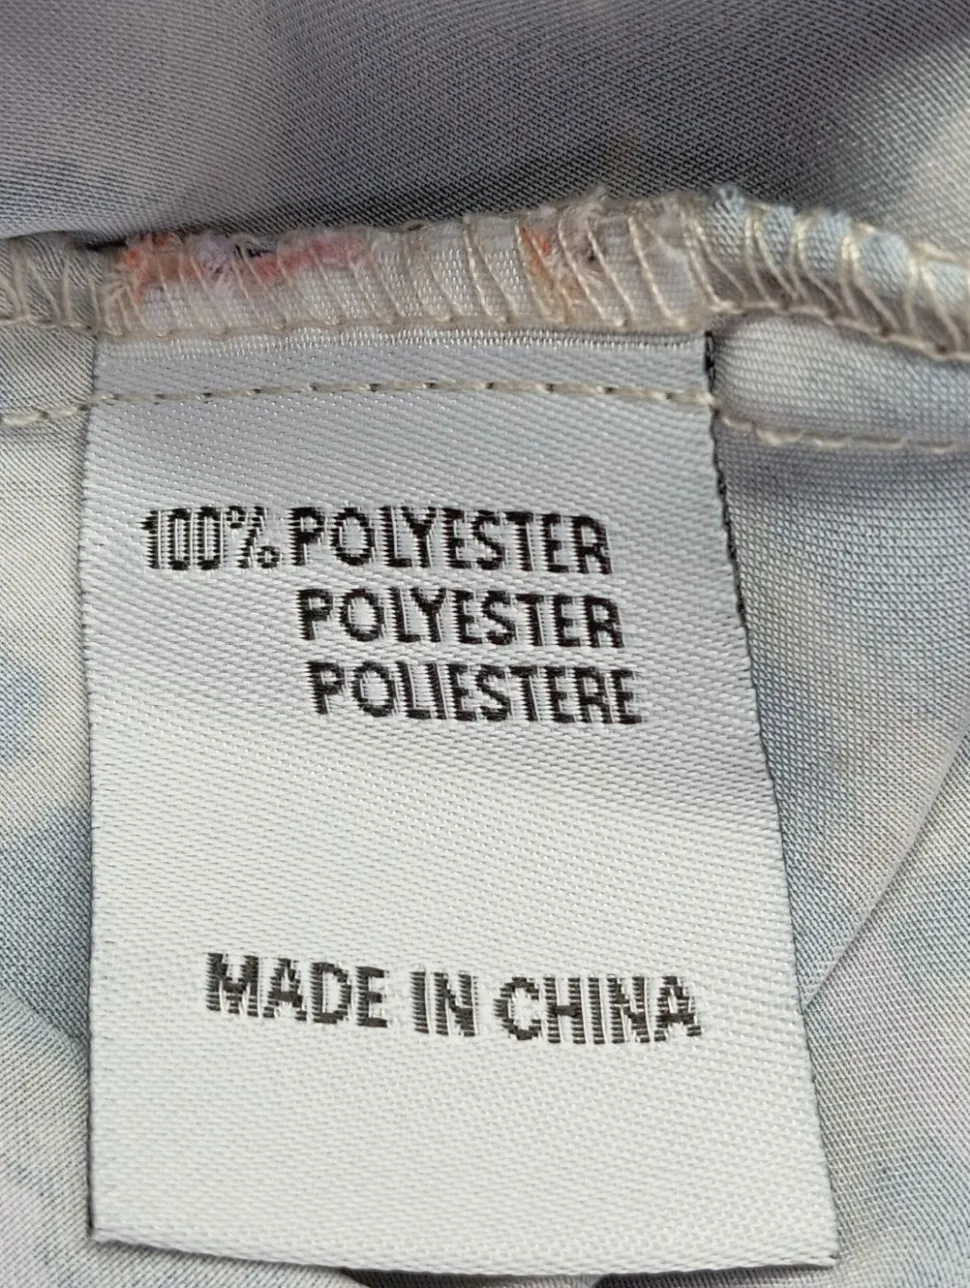 100% POLYESTER
POLYESTER
POLIESTERE
MADE IN CHINA